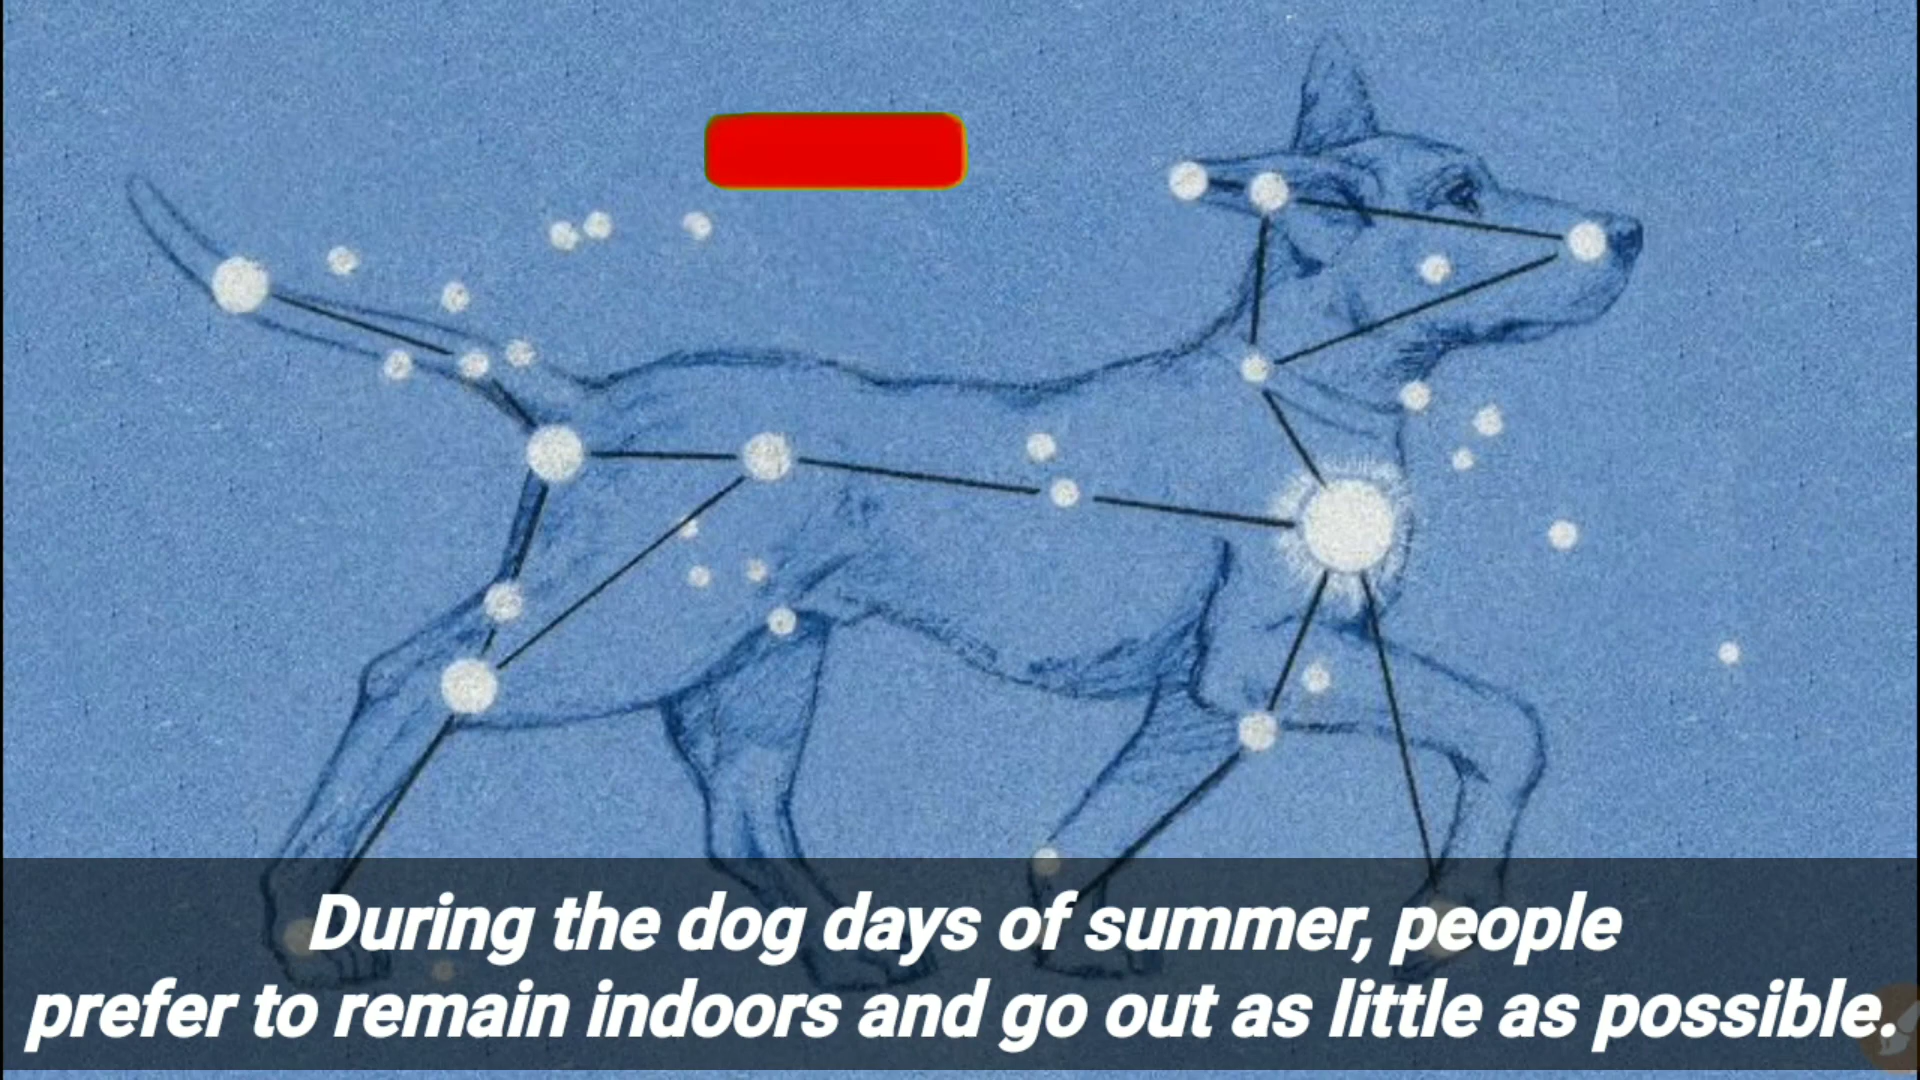 During the dog days of summer, people
prefer to remain indoors and go out as little as possible.